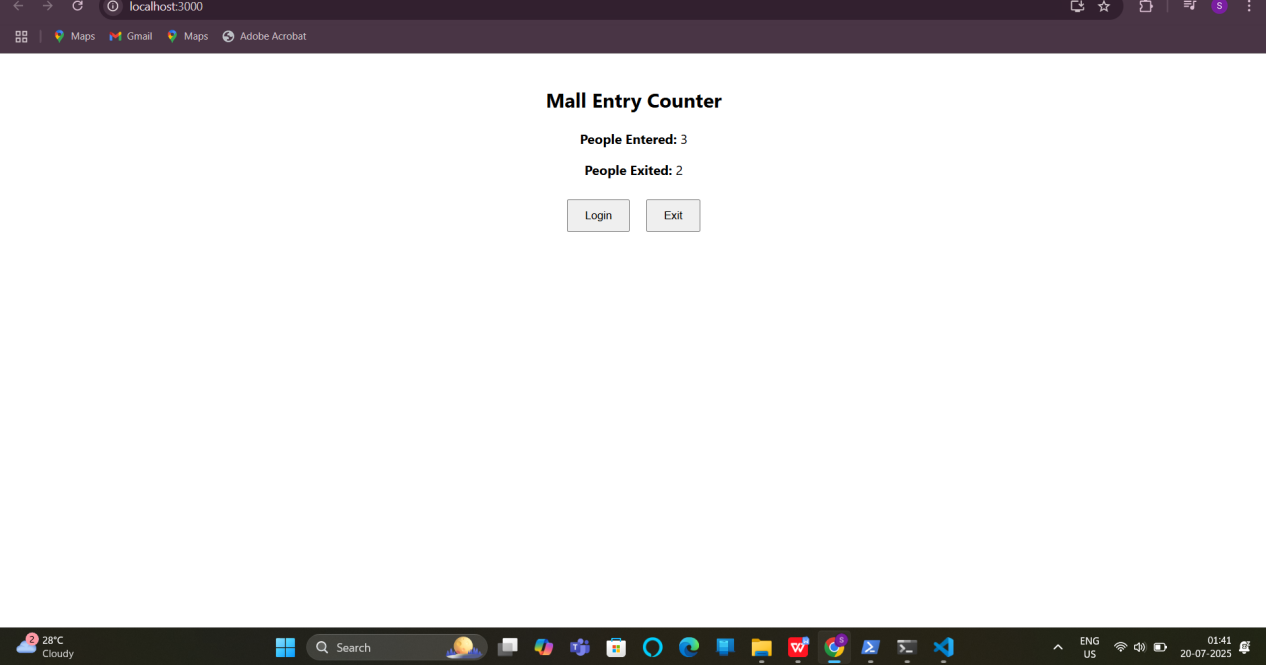 localhost:3000
S
Maps
Gmail
Maps
Adobe Acrobat
Mall Entry Counter
People Entered: 3
People Exited: 2
Login Exit
2
28°C
Cloudy
Search
W
S
ENG
US
01:41
20-07-2025